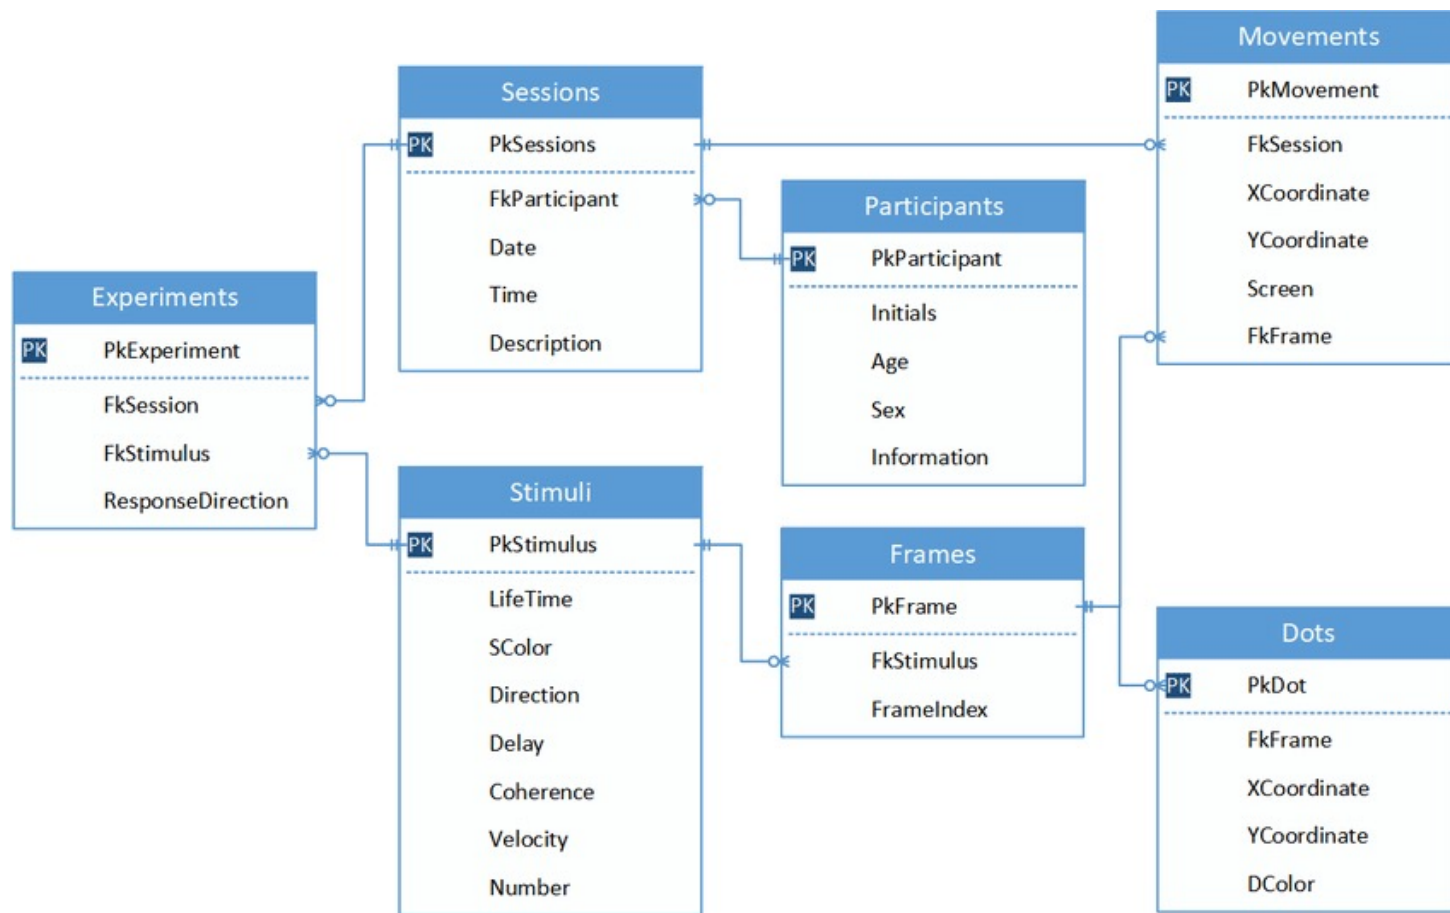 Experiments
PK PkExperiment
FkSession
FkStimulus
ResponseDirection
Sessions
PK PkSessions
FkParticipant
Date
Time
Description
Stimuli
PK PkStimulus
LifeTime
SColor
Direction
Delay
Coherence
Velocity
Number
Participants
PK PkParticipant
Initials
Age
Sex
Information
Frames
PK PkFrame
FkStimulus
FrameIndex
Movements
PK PkMovement
FkSession
XCoordinate
YCoordinate
Screen
FkFrame
Dots
PK PkDot
FkFrame
XCoordinate
YCoordinate
DColor